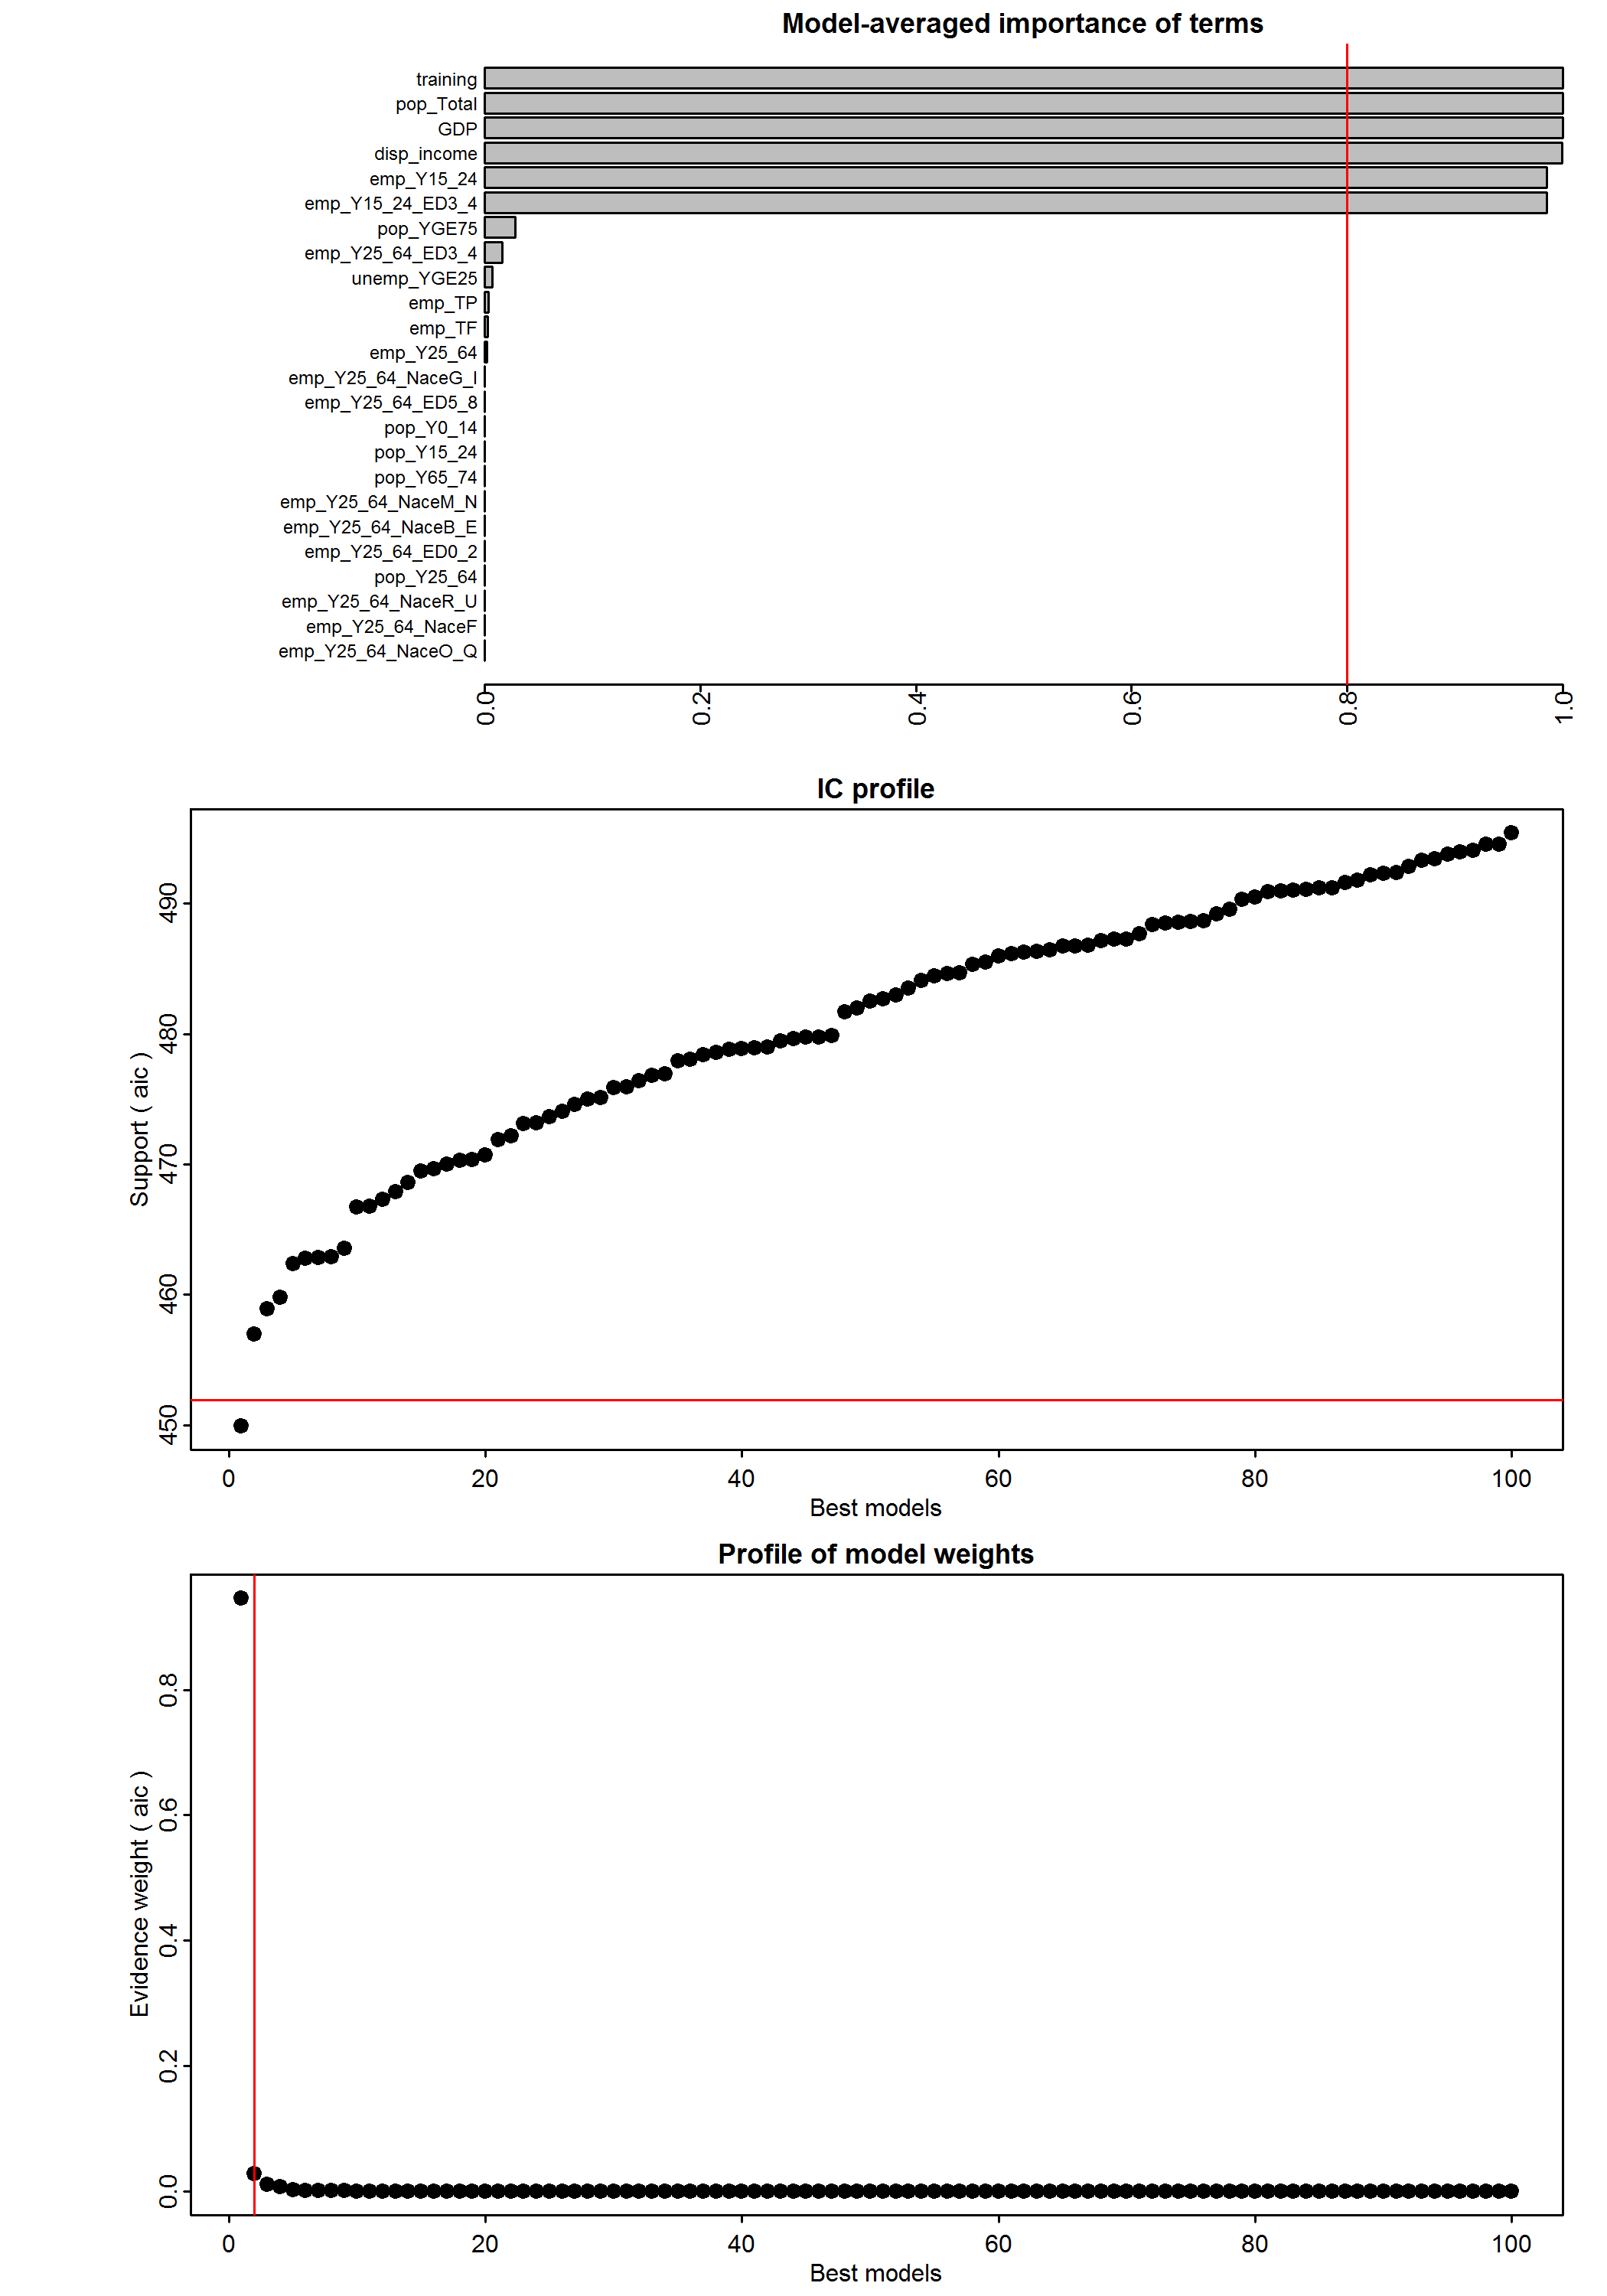 Model-averaged importance of terms
training
pop_Total
GDP
disp_income
emp_Y15_24
emp_Y15_24_ED3_4
pop_YGE75
emp_Y25_64_ED3_4
unemp_YGE25
emp_TP
emp_TF
emp_Y25_64
emp_Y25_64_NaceG_I
emp_Y25_64_ED5_8
pop_Y0_14
pop_Y15_24
pop_Y65_74
emp_Y25_64_NaceM_N
emp_Y25_64_NaceB_E
emp_Y25_64_ED0_2
pop_Y25_64
emp_Y25_64_NaceR_U
emp_Y25_64_NaceF
emp_Y25_64_NaceO_Q
0.0 0.2 0.4 0.6 0.8 1.0
IC profile
Support ( aic )
490
480
470
460
450
0 20 40 60 80 100
Best models
Profile of model weights
Evidence weight ( aic )
0.8
0.6
0.4
0.2
0.0
0 20 40 60 80 100
Best models